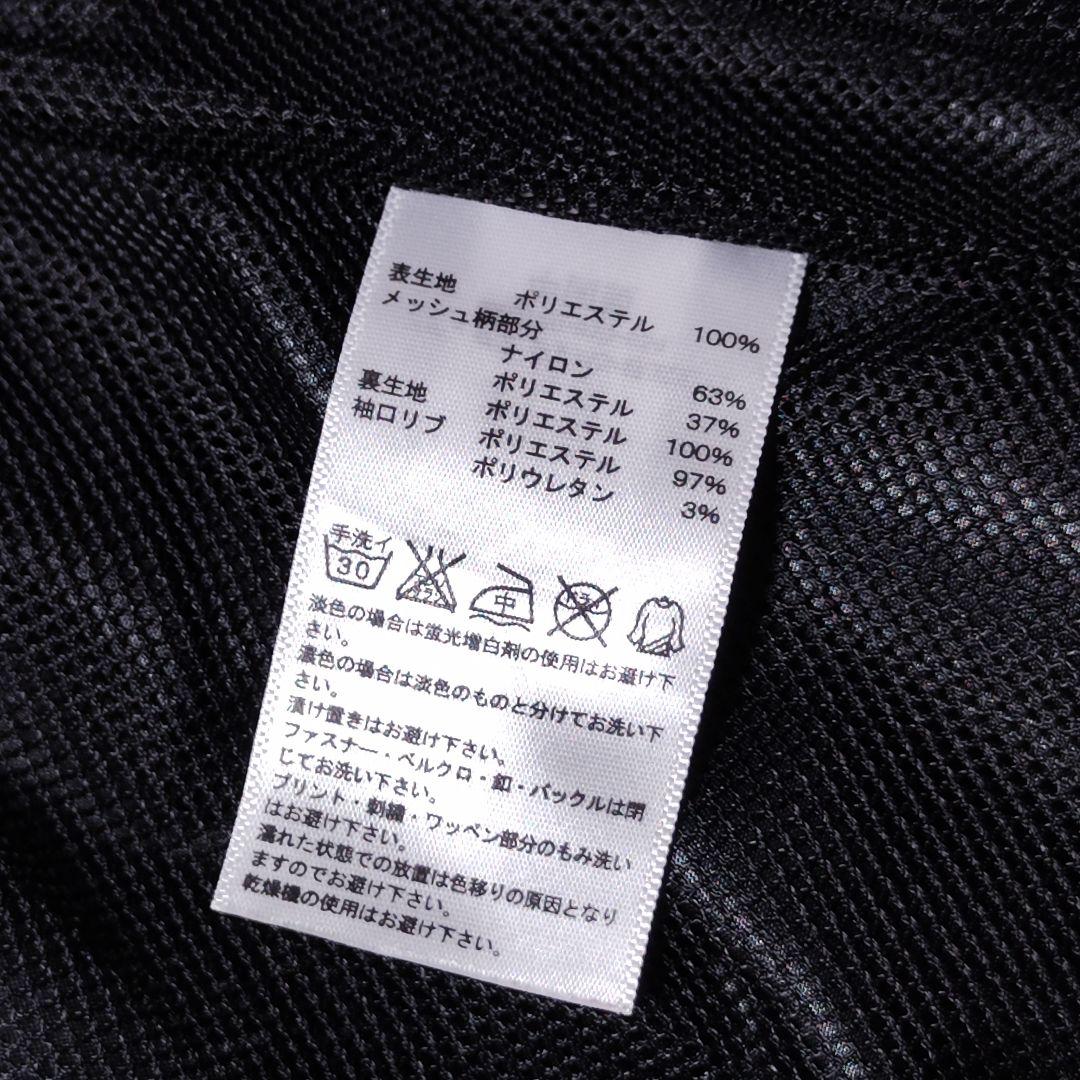 表生地 ポリエステル 100%
メッシュ柄部分
ナイロン 63%
ポリエステル 37%
裏生地 ポリエステル 100%
袖口リブ ポリエステル 97%
ポリウレタン 3%
手洗イ 30 中
淡色の場合は蛍光増白剤の使用はお避け下
さい。
濃色の場合は淡色のものと分けてお洗い下
さい。
漬け置きはお避け下さい。
ファスナー・ベルクロ・釦・バックルは閉
じてお洗い下さい。
プリント・刺繍・ワッペン部分のもみ洗い
はお避け下さい。
濡れた状態での放置は色移りの原因となり
ますのでお避け下さい。
乾燥機の使用はお避け下さい。